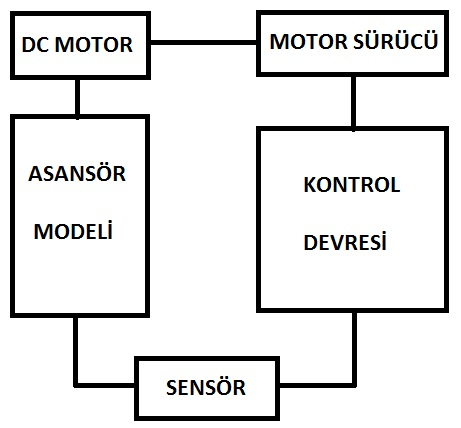 DC MOTOR
MOTOR SÜRÜCÜ
ASANSÖR
MODELİ
KONTROL
DEVRESİ
SENSÖR